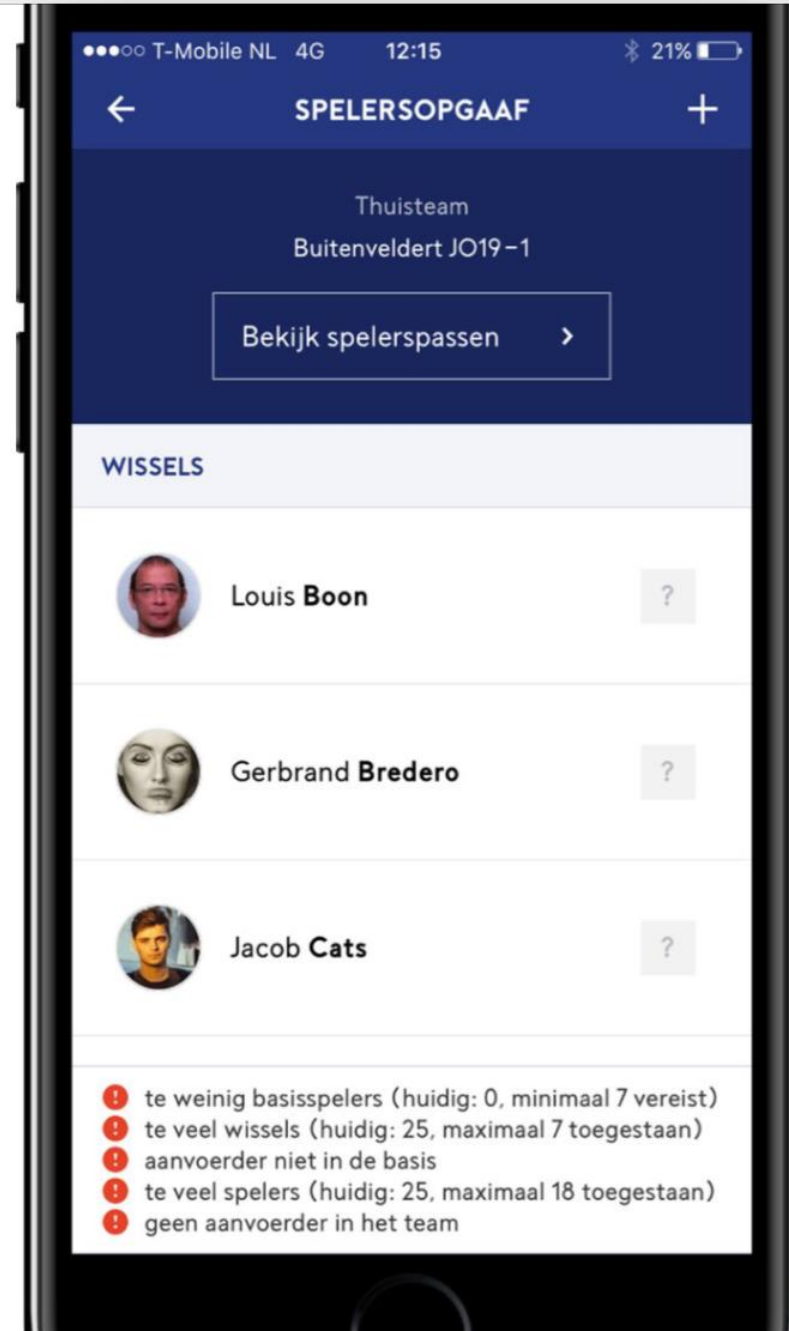 T-Mobile NL 4G 12:15 21%
SPELERSOPGAAF +
Thuisteam
Buitenveldert JO19-1
Bekijk spelerspassen >
WISSELS
Louis Boon ?
Gerbrand Bredero ?
Jacob Cats ?
! te weinig basisspelers (huidig: 0, minimaal 7 vereist)
! te veel wissels (huidig: 25, maximaal 7 toegestaan)
! aanvoerder niet in de basis
! te veel spelers (huidig: 25, maximaal 18 toegestaan)
! geen aanvoerder in het team